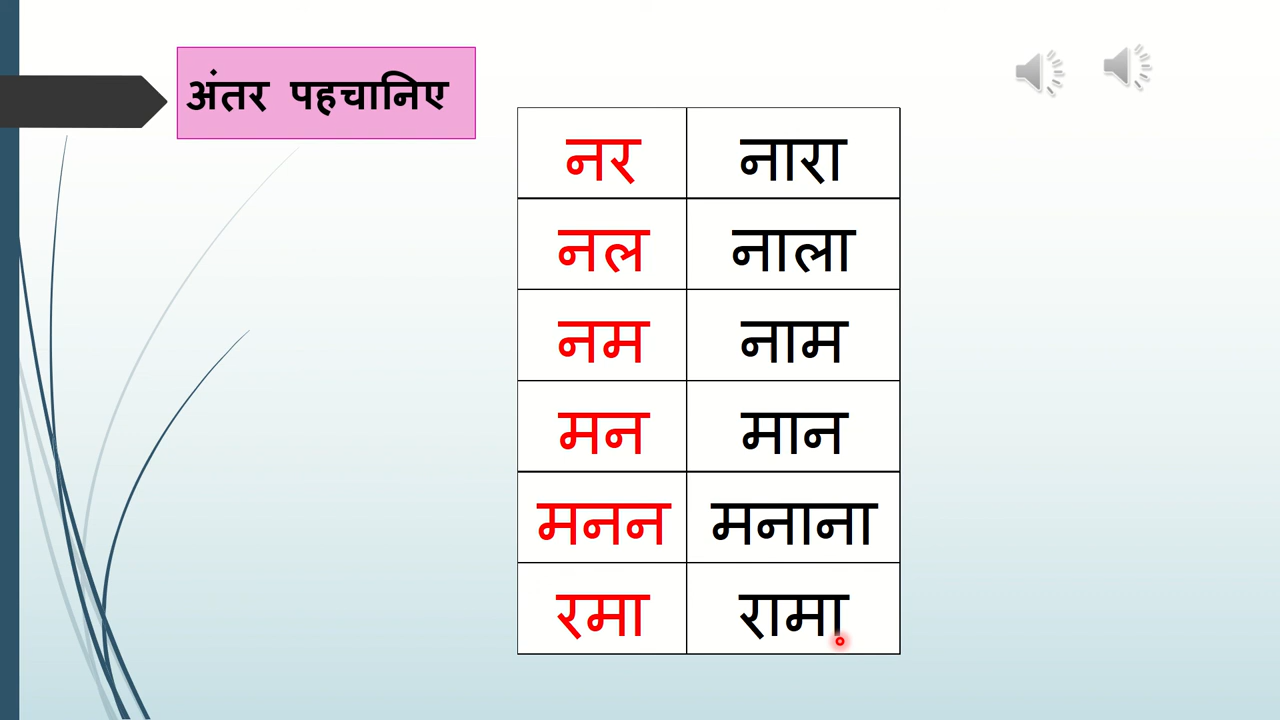 अंतर पहचानिए
नर नारा
नल नाला
नम नाम
मन मान
मनन मनाना
रमा रामा